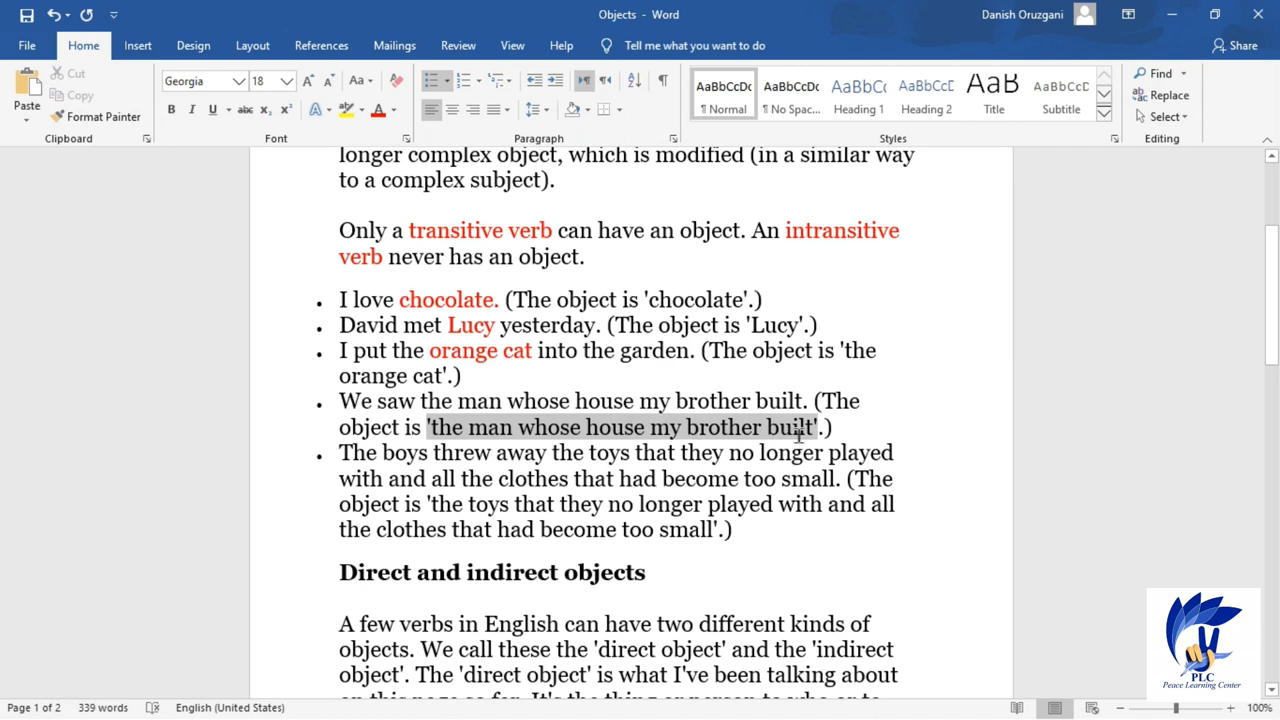 Objects - Word
Danish Oruzgani
File Home Insert Design Layout References Mailings Review View Help Tell me what you want to do Share
Paste
Cut
Copy
Format Painter
Clipboard
Georgia 18
Font
Paragraph
AaBbCcDc AaBbCcDc AaBbC AaBbCcD AaB AaBbCcD
¶ Normal ¶ No Spac... Heading 1 Heading 2 Title Subtitle
Styles
Find
Replace
Select
Editing
longer complex object, which is modified (in a similar way
to a complex subject).
Only a transitive verb can have an object. An intransitive
verb never has an object.
• I love chocolate. (The object is 'chocolate'.)
• David met Lucy yesterday. (The object is 'Lucy'.)
• I put the orange cat into the garden. (The object is 'the
orange cat'.)
• We saw the man whose house my brother built. (The
object is 'the man whose house my brother built'.)
• The boys threw away the toys that they no longer played
with and all the clothes that had become too small. (The
object is 'the toys that they no longer played with and all
the clothes that had become too small'.)
Direct and indirect objects
A few verbs in English can have two different kinds of
objects. We call these the 'direct object' and the 'indirect
object'. The 'direct object' is what I've been talking about
PLC
Peace Learning Center
Page 1 of 2 339 words English (United States) 100%